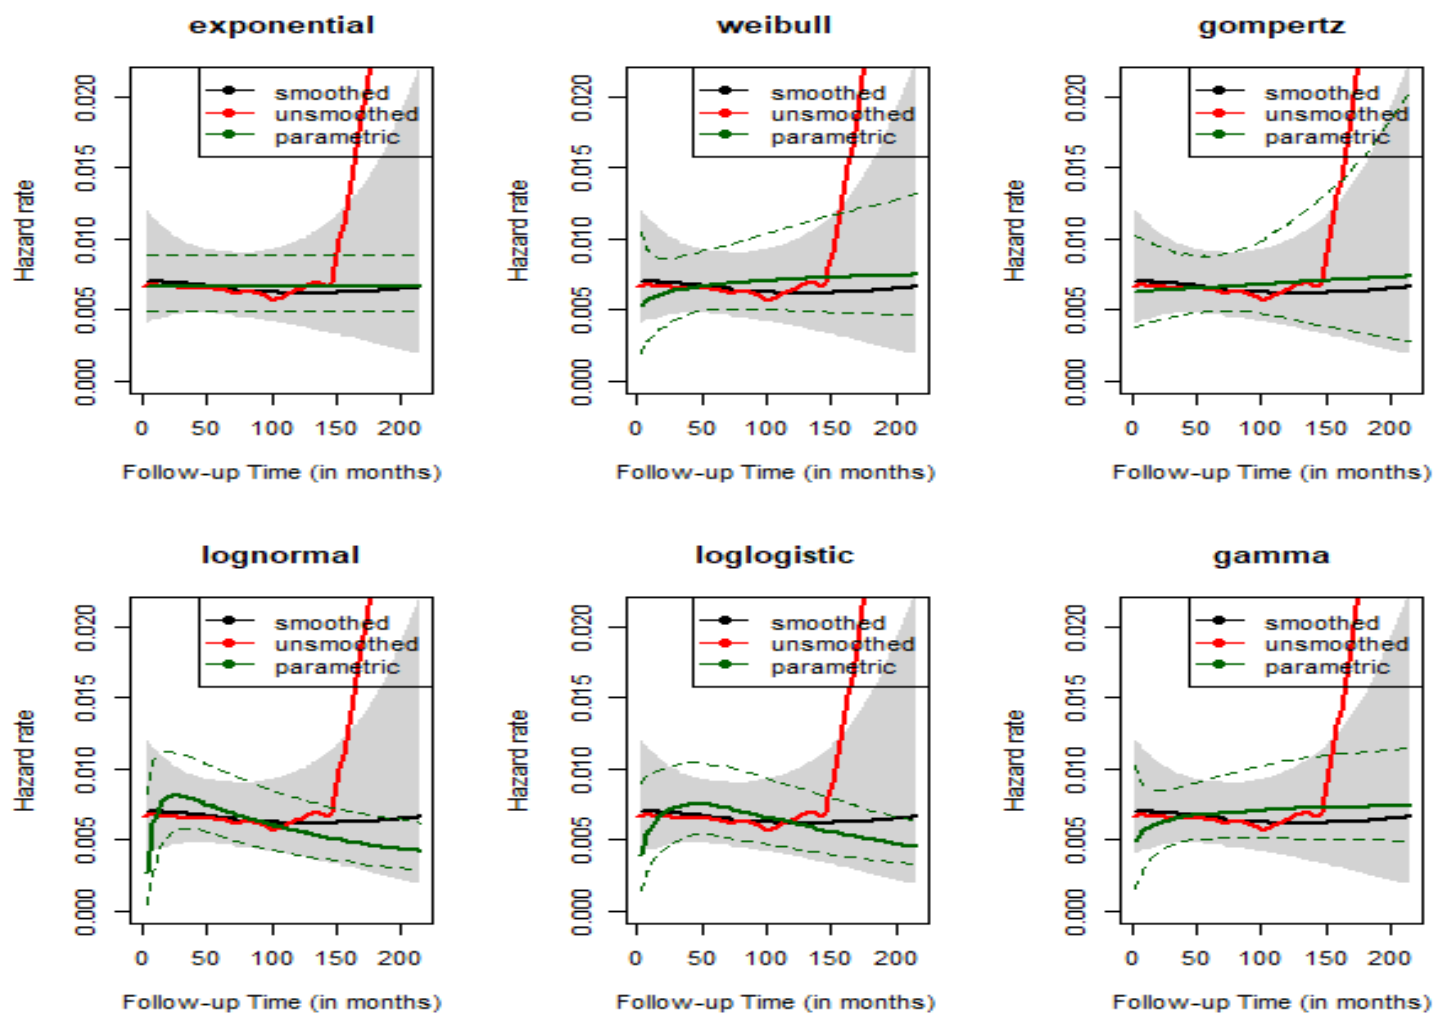 exponential
smoothed
unsmoothed
parametric
Hazard rate
0.000 0.005 0.010 0.015 0.020
0 50 100 150 200
Follow-up Time (in months)
weibull
smoothed
unsmoothed
parametric
Hazard rate
0.000 0.005 0.010 0.015 0.020
0 50 100 150 200
Follow-up Time (in months)
gompertz
smoothed
unsmoothed
parametric
Hazard rate
0.000 0.005 0.010 0.015 0.020
0 50 100 150 200
Follow-up Time (in months)
lognormal
smoothed
unsmoothed
parametric
Hazard rate
0.000 0.005 0.010 0.015 0.020
0 50 100 150 200
Follow-up Time (in months)
loglogistic
smoothed
unsmoothed
parametric
Hazard rate
0.000 0.005 0.010 0.015 0.020
0 50 100 150 200
Follow-up Time (in months)
gamma
smoothed
unsmoothed
parametric
Hazard rate
0.000 0.005 0.010 0.015 0.020
0 50 100 150 200
Follow-up Time (in months)